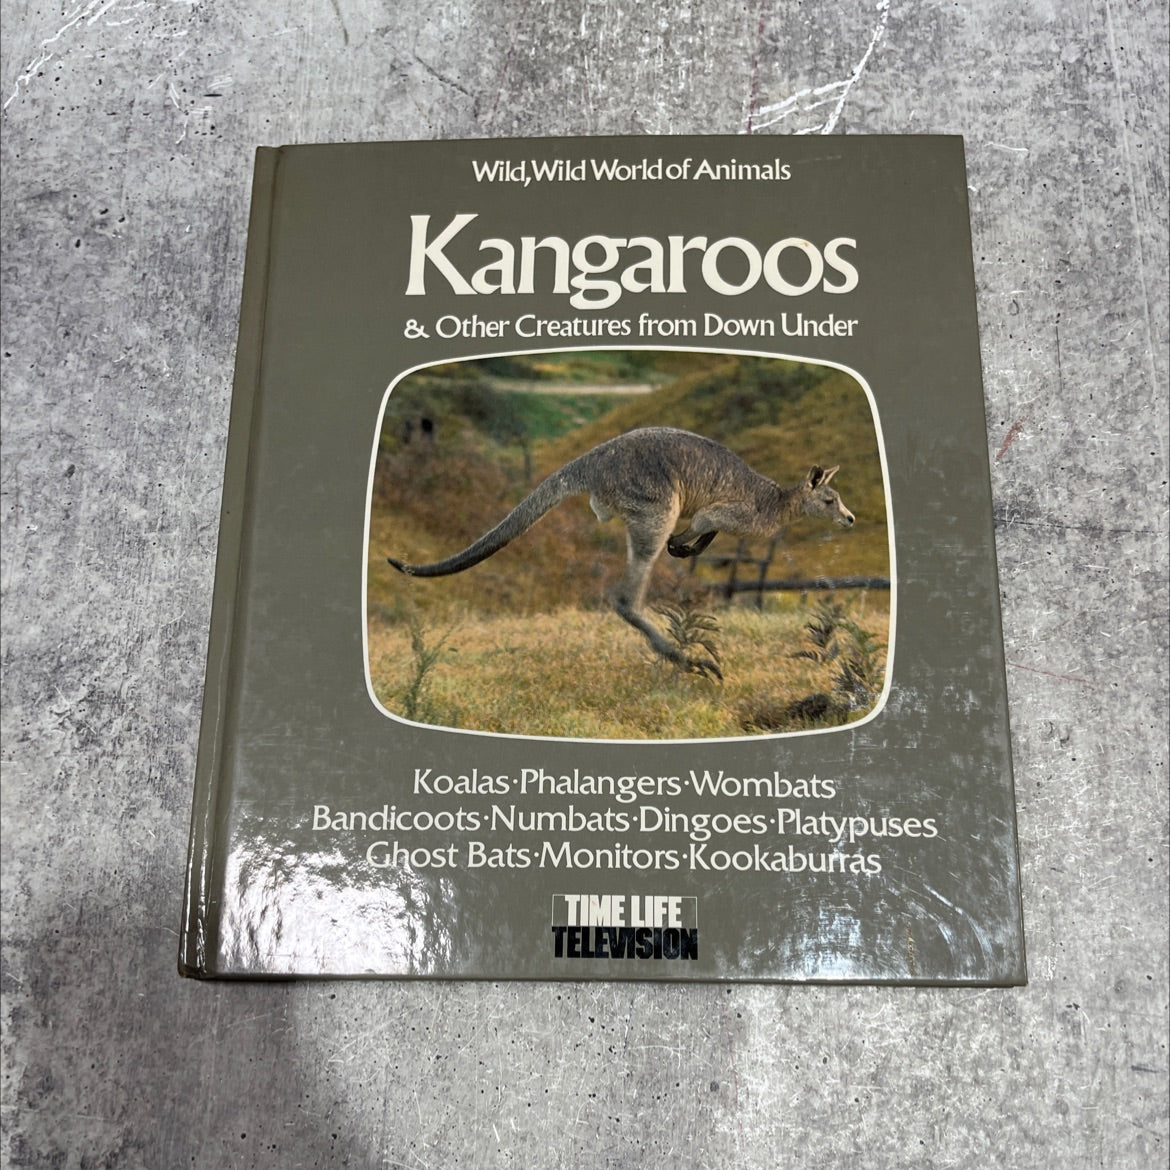 Wild, Wild World of Animals
Kangaroos
& Other Creatures from Down Under
Koalas·Phalangers·Wombats
Bandicoots·Numbats·Dingoes·Platypuses
Ghost Bats·Monitors·Kookaburras
TIME LIFE
TELEVISION